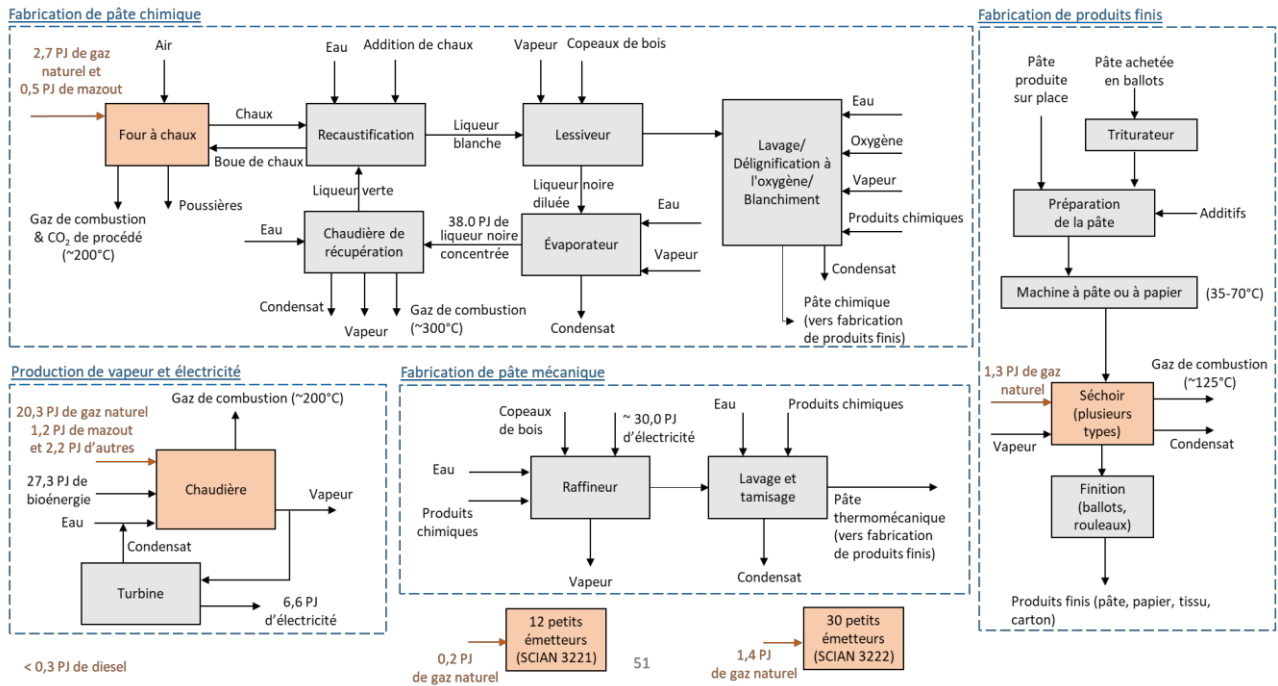 Fabrication de pâte chimique
2,7 PJ de gaz
naturel et
0,5 PJ de mazout
Air
Four à chaux
Gaz de combustion
& CO₂ de procédé
(~200°C)
Poussières
Chaux
Boue de chaux
Eau
Addition de chaux
Recaustification
Liqueur verte
Liqueur
blanche
Vapeur
Copeaux de bois
Lessiveur
Liqueur noire
diluée
Eau
Chaudière de
récupération
38.0 PJ de
liqueur noire
concentrée
Évaporateur
Eau
Vapeur
Condensat
Vapeur
Gaz de combustion
(~300°C)
Condensat
Lavage/
Délignification à
l'oxygène/
Blanchiment
Eau
Oxygène
Vapeur
Produits chimiques
Condensat
Pâte chimique
(vers fabrication
de produits finis)
Fabrication de produits finis
Pâte
produite
sur place
Pâte achetée
en ballots
Triturateur
Préparation
de la pâte
Additifs
Machine à pâte ou à papier
(35-70°C)
1,3 PJ de gaz
naturel
Vapeur
Séchoir
(plusieurs
types)
Gaz de combustion
(~125°C)
Condensat
Finition
(ballots,
rouleaux)
Produits finis (pâte, papier, tissu,
carton)
Production de vapeur et électricité
Gaz de combustion (~200°C)
20,3 PJ de gaz naturel
1,2 PJ de mazout
et 2,2 PJ d’autres
27,3 PJ de
bioénergie
Eau
Chaudière
Vapeur
Condensat
Turbine
6,6 PJ
d’électricité
Fabrication de pâte mécanique
Copeaux
de bois
~ 30,0 PJ
d’électricité
Eau
Produits
chimiques
Raffineur
Vapeur
Eau
Produits chimiques
Lavage et
tamisage
Condensat
Pâte
thermomécanique
(vers fabrication
de produits finis)
< 0,3 PJ de diesel
0,2 PJ
de gaz naturel
12 petits
émetteurs
(SCIAN 3221)
51
1,4 PJ
de gaz naturel
30 petits
émetteurs
(SCIAN 3222)